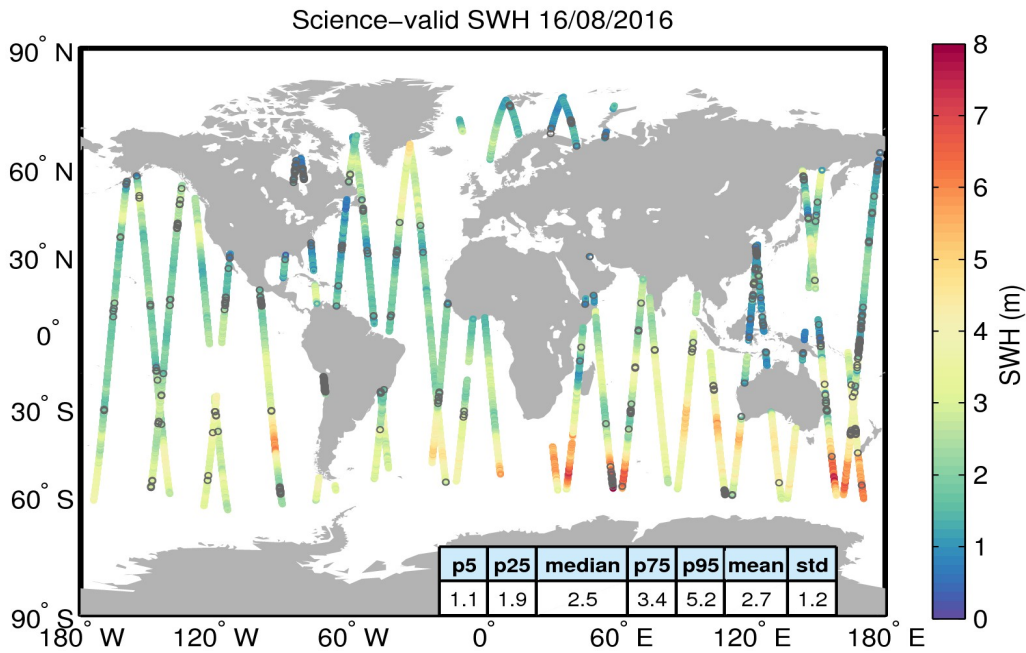 Science−valid SWH 16/08/2016
90° N
60° N
30° N
0°
30° S
60° S
90° S
180° W
120° W
60° W
0°
60° E
120° E
180° E
p5 p25 median p75 p95 mean std
1.1 1.9 2.5 3.4 5.2 2.7 1.2
8
7
6
5
4
3
2
1
0
SWH (m)